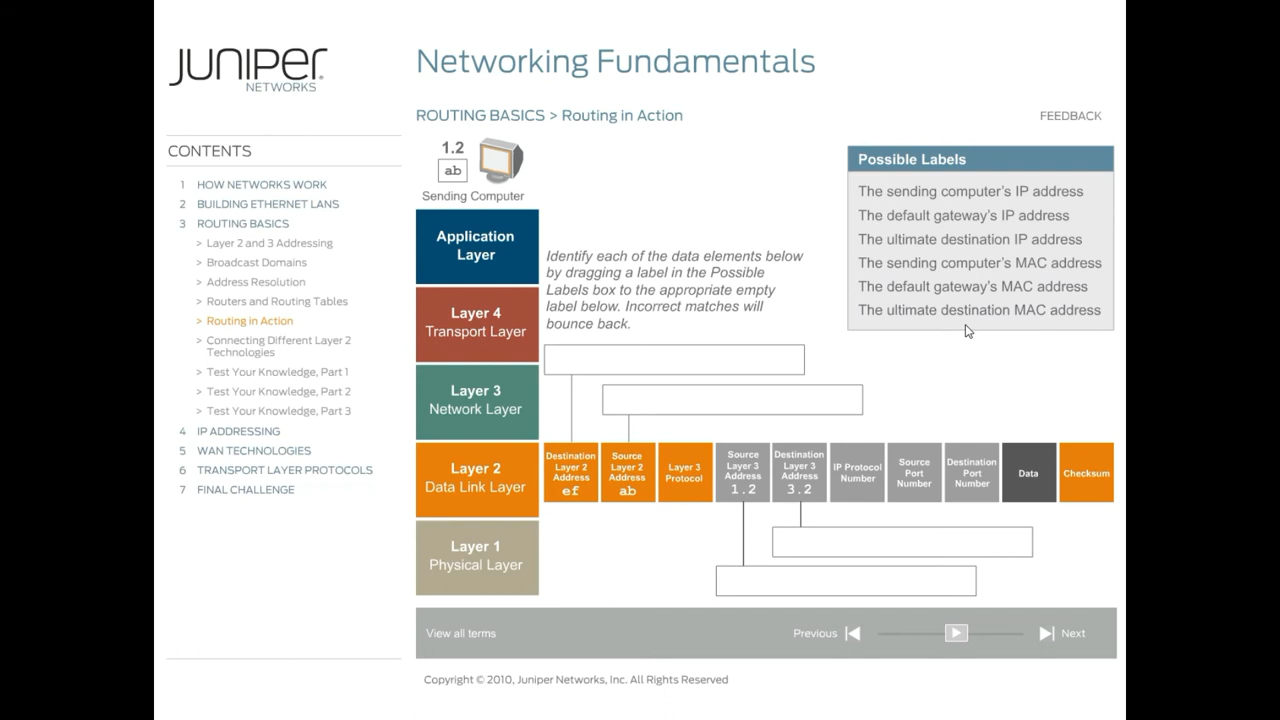 JUNIPER
NETWORKS
Networking Fundamentals
ROUTING BASICS > Routing in Action
FEEDBACK
CONTENTS
1 HOW NETWORKS WORK
2 BUILDING ETHERNET LANS
3 ROUTING BASICS
> Layer 2 and 3 Addressing
> Broadcast Domains
> Address Resolution
> Routers and Routing Tables
> Routing in Action
> Connecting Different Layer 2
Technologies
> Test Your Knowledge, Part 1
> Test Your Knowledge, Part 2
> Test Your Knowledge, Part 3
4 IP ADDRESSING
5 WAN TECHNOLOGIES
6 TRANSPORT LAYER PROTOCOLS
7 FINAL CHALLENGE
1.2
ab
Sending Computer
Application
Layer
Layer 4
Transport Layer
Layer 3
Network Layer
Layer 2
Data Link Layer
Layer 1
Physical Layer
Identify each of the data elements below
by dragging a label in the Possible
Labels box to the appropriate empty
label below. Incorrect matches will
bounce back.
Possible Labels
The sending computer's IP address
The default gateway's IP address
The ultimate destination IP address
The sending computer's MAC address
The default gateway's MAC address
The ultimate destination MAC address
Destination
Layer 2
Address
ef
Source
Layer 2
Address
ab
Layer 3
Protocol
Source
Layer 3
Address
1.2
Destination
Layer 3
Address
3.2
IP Protocol
Number
Source
Port
Number
Destination
Port
Number
Data
Checksum
View all terms
Previous
Next
Copyright © 2010, Juniper Networks, Inc. All Rights Reserved